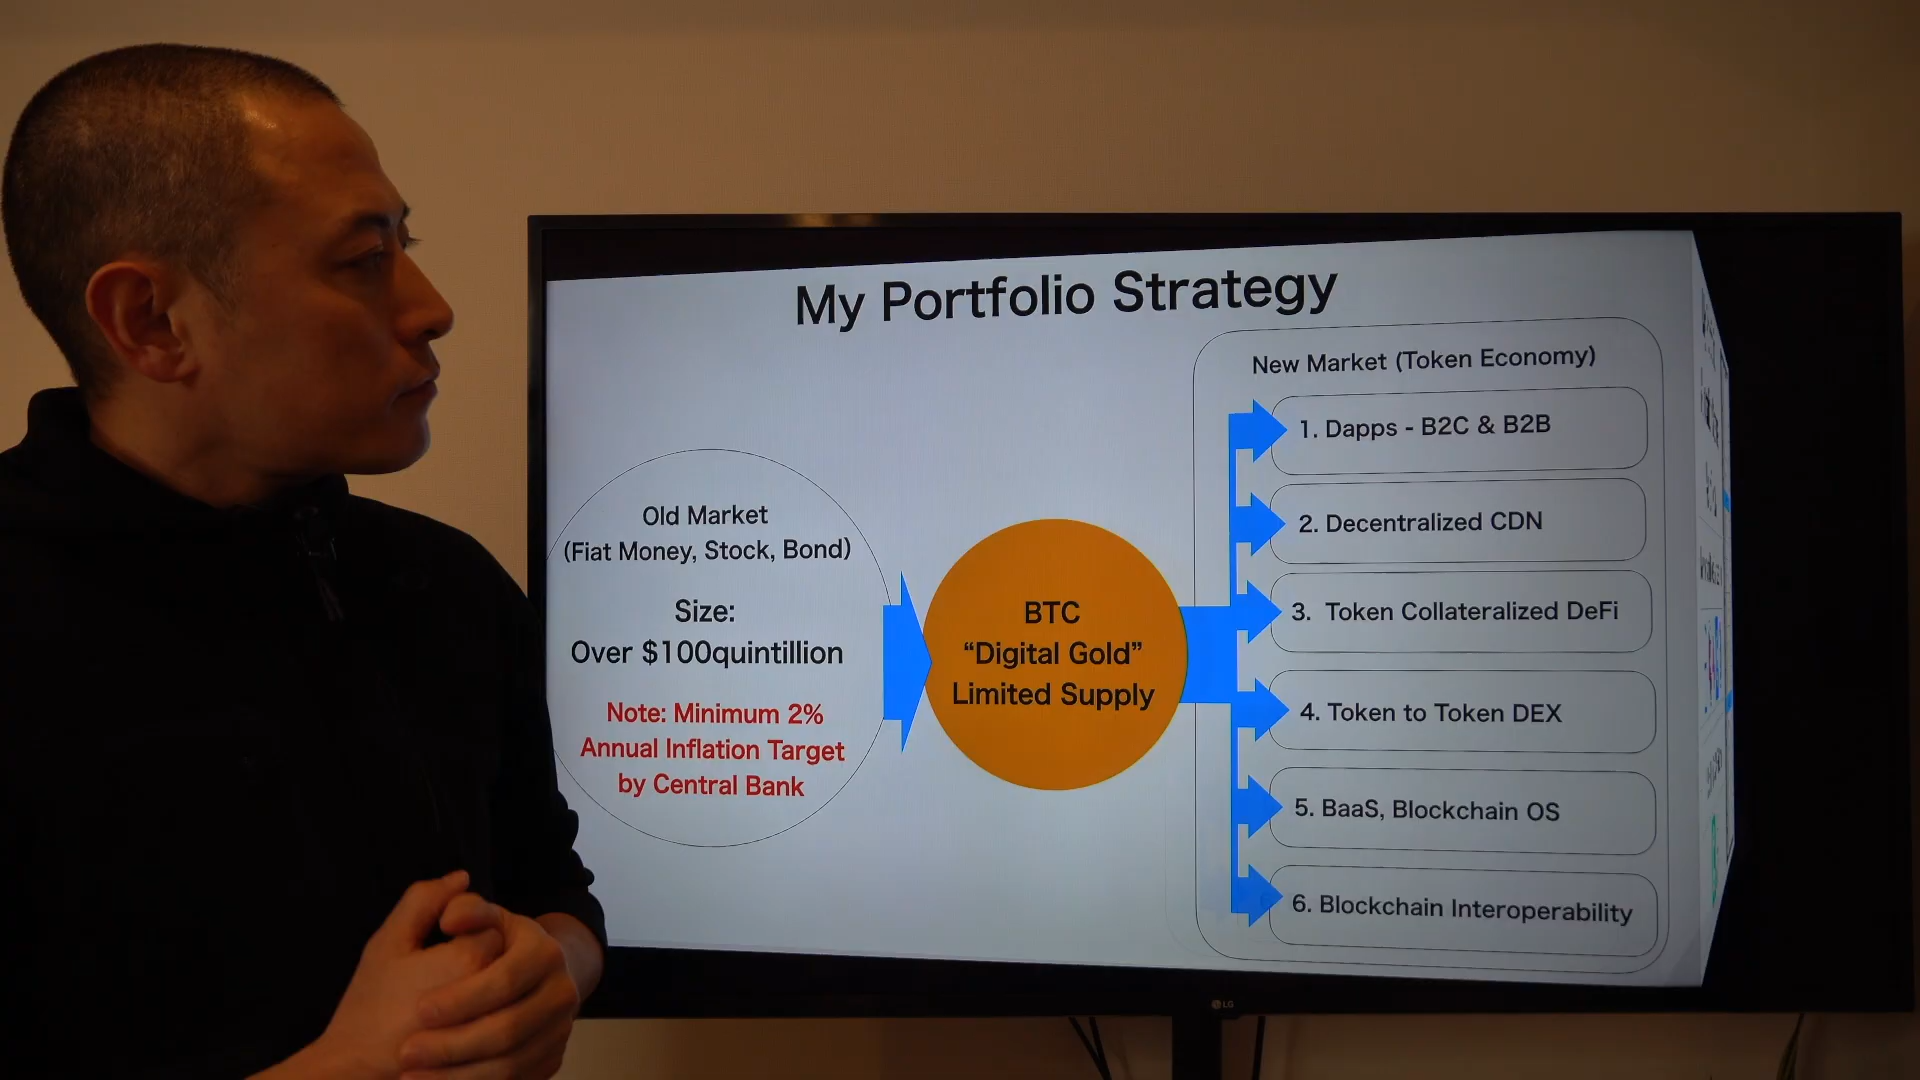 My Portfolio Strategy
Old Market
(Fiat Money, Stock, Bond)
Size:
Over $100quintillion
Note: Minimum 2%
Annual Inflation Target
by Central Bank
BTC
“Digital Gold”
Limited Supply
New Market (Token Economy)
1. Dapps - B2C & B2B
2. Decentralized CDN
3. Token Collateralized DeFi
4. Token to Token DEX
5. BaaS, Blockchain OS
6. Blockchain Interoperability
LG